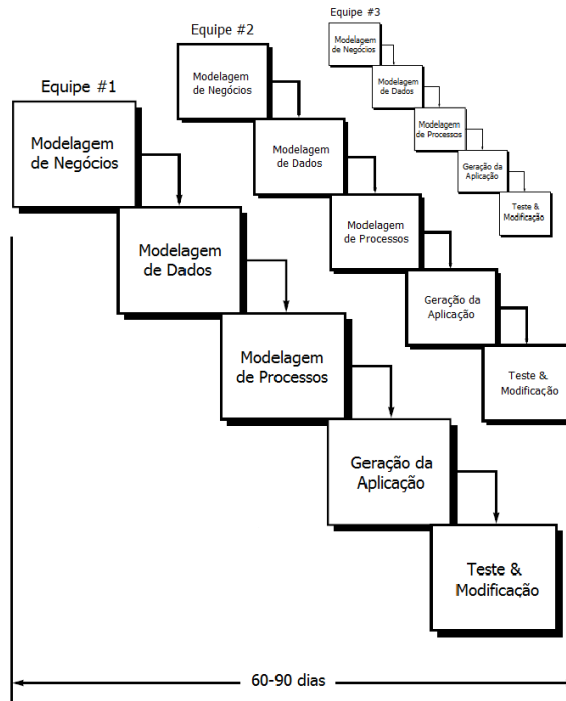 Equipe #1
Modelagem
de Negócios
Modelagem
de Dados
Modelagem
de Processos
Geração da
Aplicação
Teste &
Modificação
Equipe #2
Modelagem
de Negócios
Modelagem
de Dados
Modelagem
de Processos
Geração da
Aplicação
Teste &
Modificação
Equipe #3
Modelagem
de Negócios
Modelagem
de Dados
Modelagem
de Processos
Geração da
Aplicação
Teste &
Modificação
60-90 dias